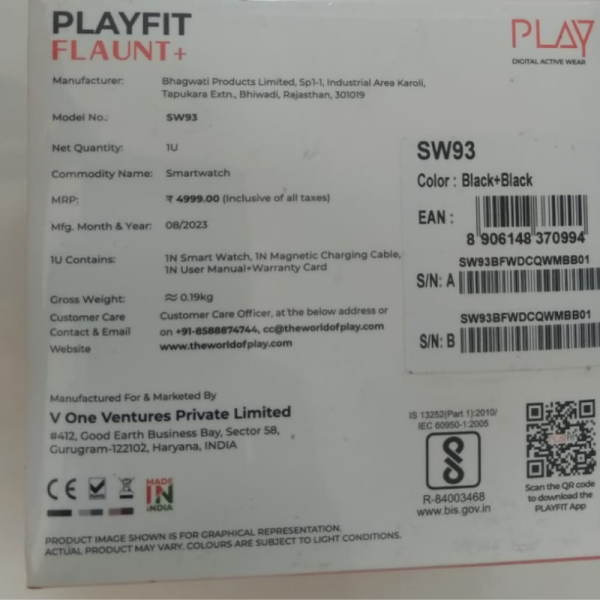 PLAYFIT
FLAUNT+
PLAY
DIGITAL ACTIVE WEAR
Manufacturer: Bhagwati Products Limited, Sp1-1, Industrial Area Karoli,
Tapukara Extn., Bhiwadi, Rajasthan, 301019
Model No.: SW93
Net Quantity: 1U
Commodity Name: Smartwatch
MRP: ₹ 4999.00 (Inclusive of all taxes)
Mfg. Month & Year: 08/2023
1U Contains: 1N Smart Watch, 1N Magnetic Charging Cable,
1N User Manual+Warranty Card
Gross Weight: ≈ 0.19kg
Customer Care Customer Care Officer, at the below address or
Contact & Email on +91-8588874744, cc@theworldofplay.com
Website www.theworldofplay.com
SW93
Color : Black+Black
EAN :
8 906148 370994
SW93BFWDCQWMBB01
S/N: A
SW93BFWDCQWMBB01
S/N: B
Manufactured For & Marketed By
V One Ventures Private Limited
#412, Good Earth Business Bay, Sector 58,
Gurugram-122102, Haryana, INDIA
CE
MADE
IN
INDIA
IS 13252(Part 1):2010/
IEC 60950-1:2005
R-84003468
www.bis.gov.in
Scan the QR code
to download the
PLAYFIT App
PRODUCT IMAGE SHOWN IS FOR GRAPHICAL REPRESENTATION.
ACTUAL PRODUCT MAY VARY. COLOURS ARE SUBJECT TO LIGHT CONDITIONS.